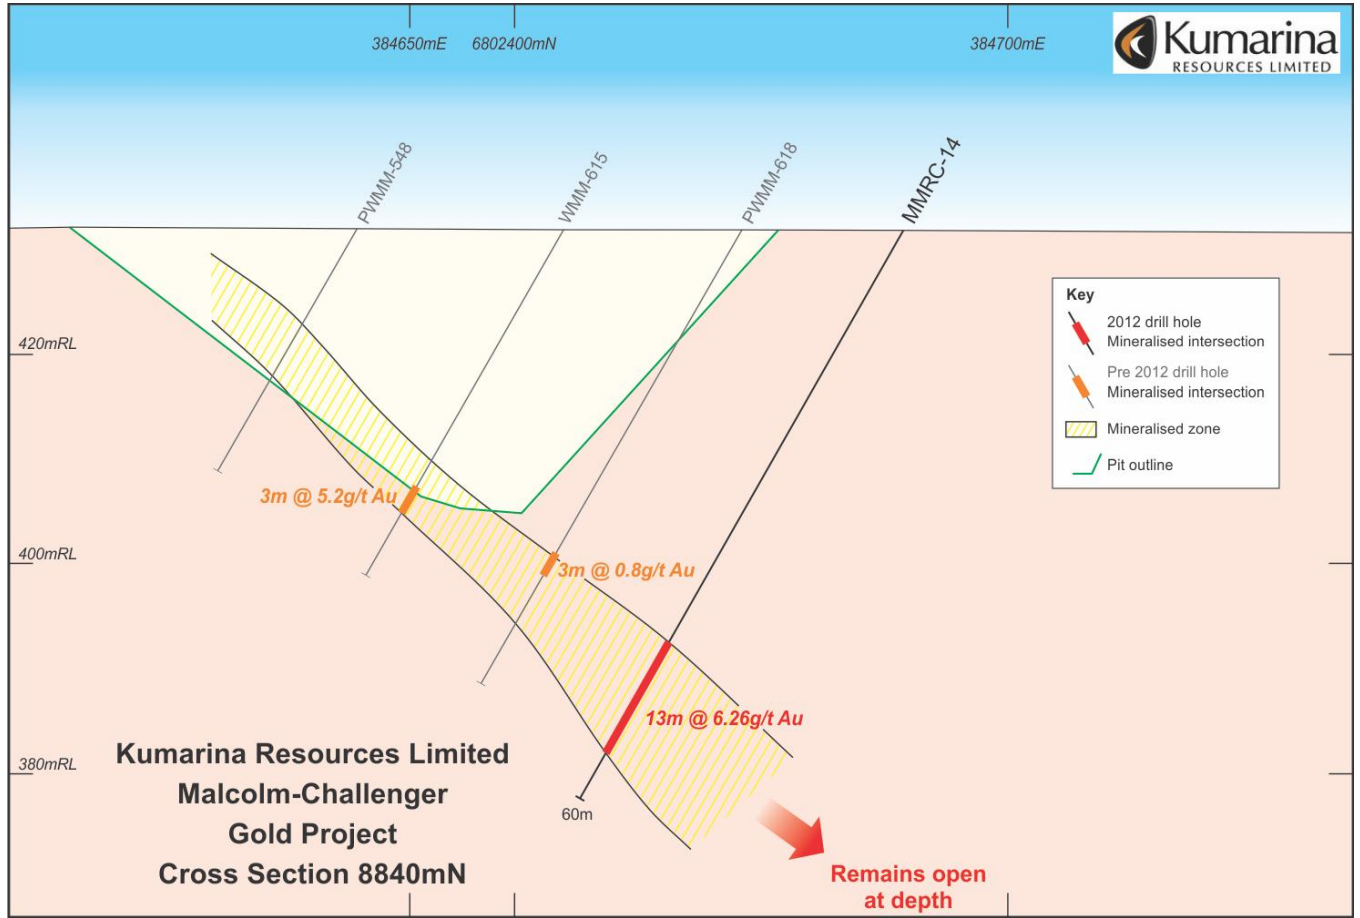 384650mE
6802400mN
384700mE
Kumarina
RESOURCES LIMITED
PWMM-548
WMM-615
PWMM-618
MMRC-14
Key
2012 drill hole
Mineralised intersection
Pre 2012 drill hole
Mineralised intersection
Mineralised zone
Pit outline
420mRL
400mRL
380mRL
3m @ 5.2g/t Au
3m @ 0.8g/t Au
13m @ 6.26g/t Au
60m
Kumarina Resources Limited
Malcolm-Challenger
Gold Project
Cross Section 8840mN
Remains open
at depth